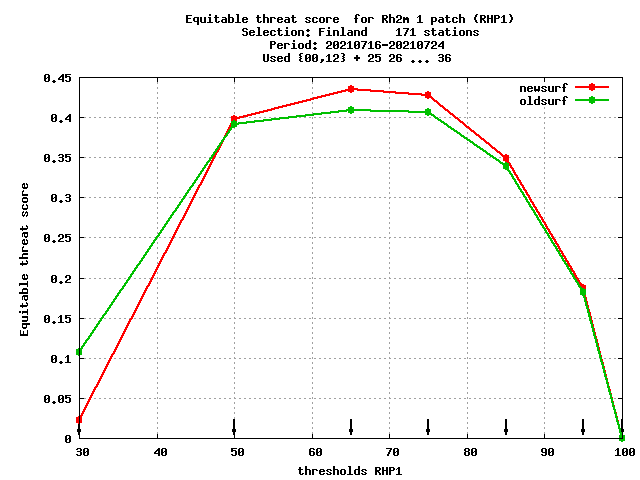 Equitable threat score  for Rh2m 1 patch (RHP1)
Selection: Finland    171 stations
Period: 20210716-20210724
Used {00,12} + 25 26 ... 36
newsurf
oldsurf
0.45
0.4
0.35
0.3
0.25
0.2
0.15
0.1
0.05
0
Equitable threat score
30 40 50 60 70 80 90 100
thresholds RHP1